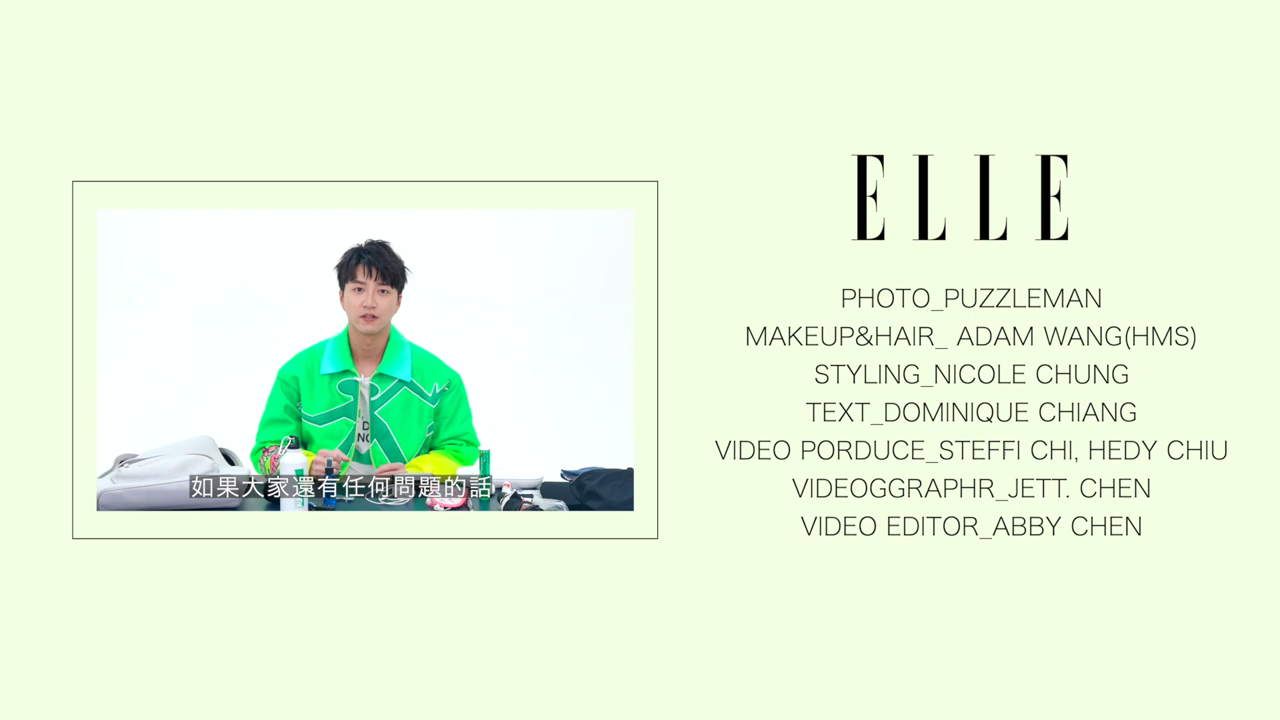 ELLE
PHOTO_PUZZLEMAN
MAKEUP&HAIR_ ADAM WANG(HMS)
STYLING_NICOLE CHUNG
TEXT_DOMINIQUE CHIANG
VIDEO PORDUCE_STEFFI CHI, HEDY CHIU
VIDEOGGRAPHR_JETT. CHEN
VIDEO EDITOR_ABBY CHEN
如果大家還有任何問題的話